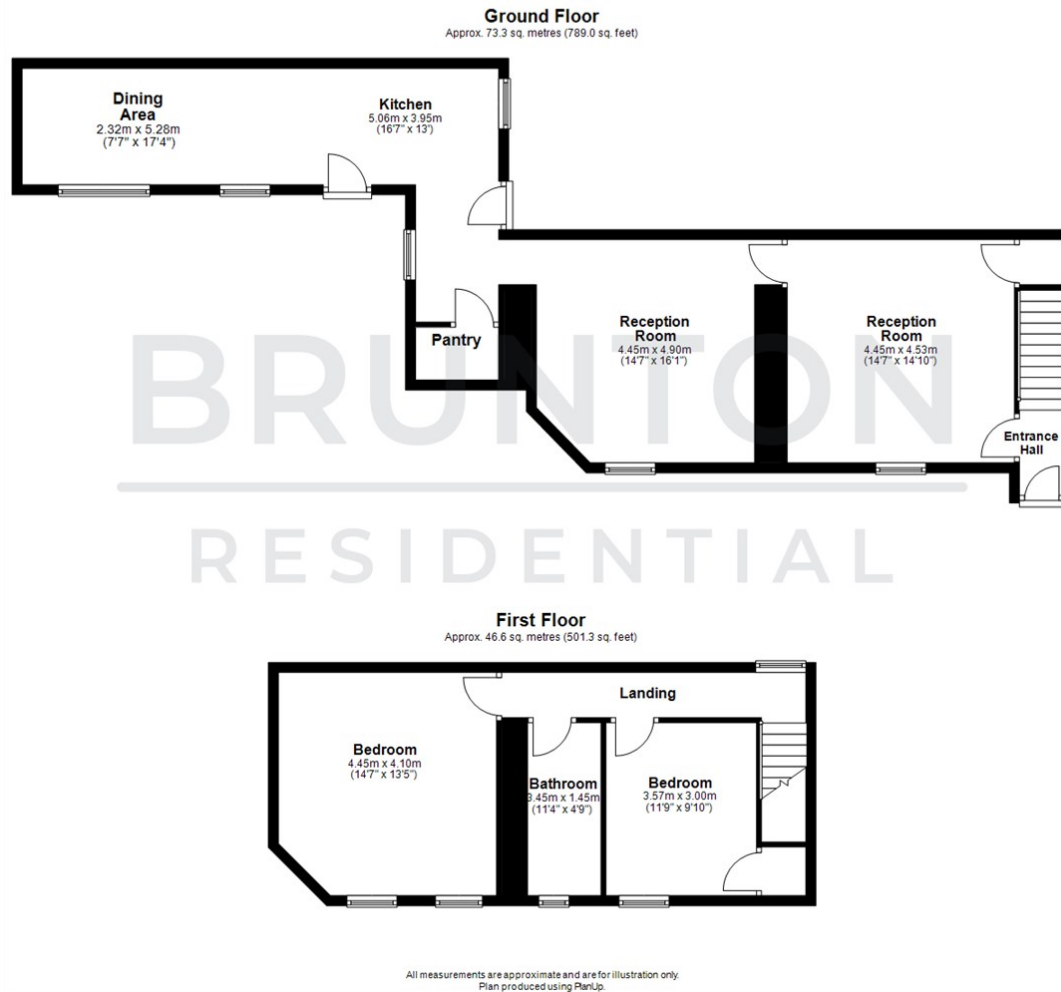 Ground Floor
Approx. 73.3 sq. metres (789.0 sq. feet)
Dining
Area
2.32m x 5.28m
(7'7" x 17'4")
Kitchen
5.06m x 3.95m
(16'7" x 13')
Pantry
Reception
Room
4.45m x 4.90m
(14'7" x 16'1")
Reception
Room
4.45m x 4.53m
(14'7" x 14'10")
Entrance
Hall
BRUNTON
RESIDENTIAL
First Floor
Approx. 46.6 sq. metres (501.3 sq. feet)
Landing
Bedroom
4.45m x 4.10m
(14'7" x 13'5")
Bathroom
3.45m x 1.45m
(11'4" x 4'9")
Bedroom
3.57m x 3.00m
(11'9" x 9'10")
All measurements are approximate and are for illustration only.
Plan produced using PlanUp.